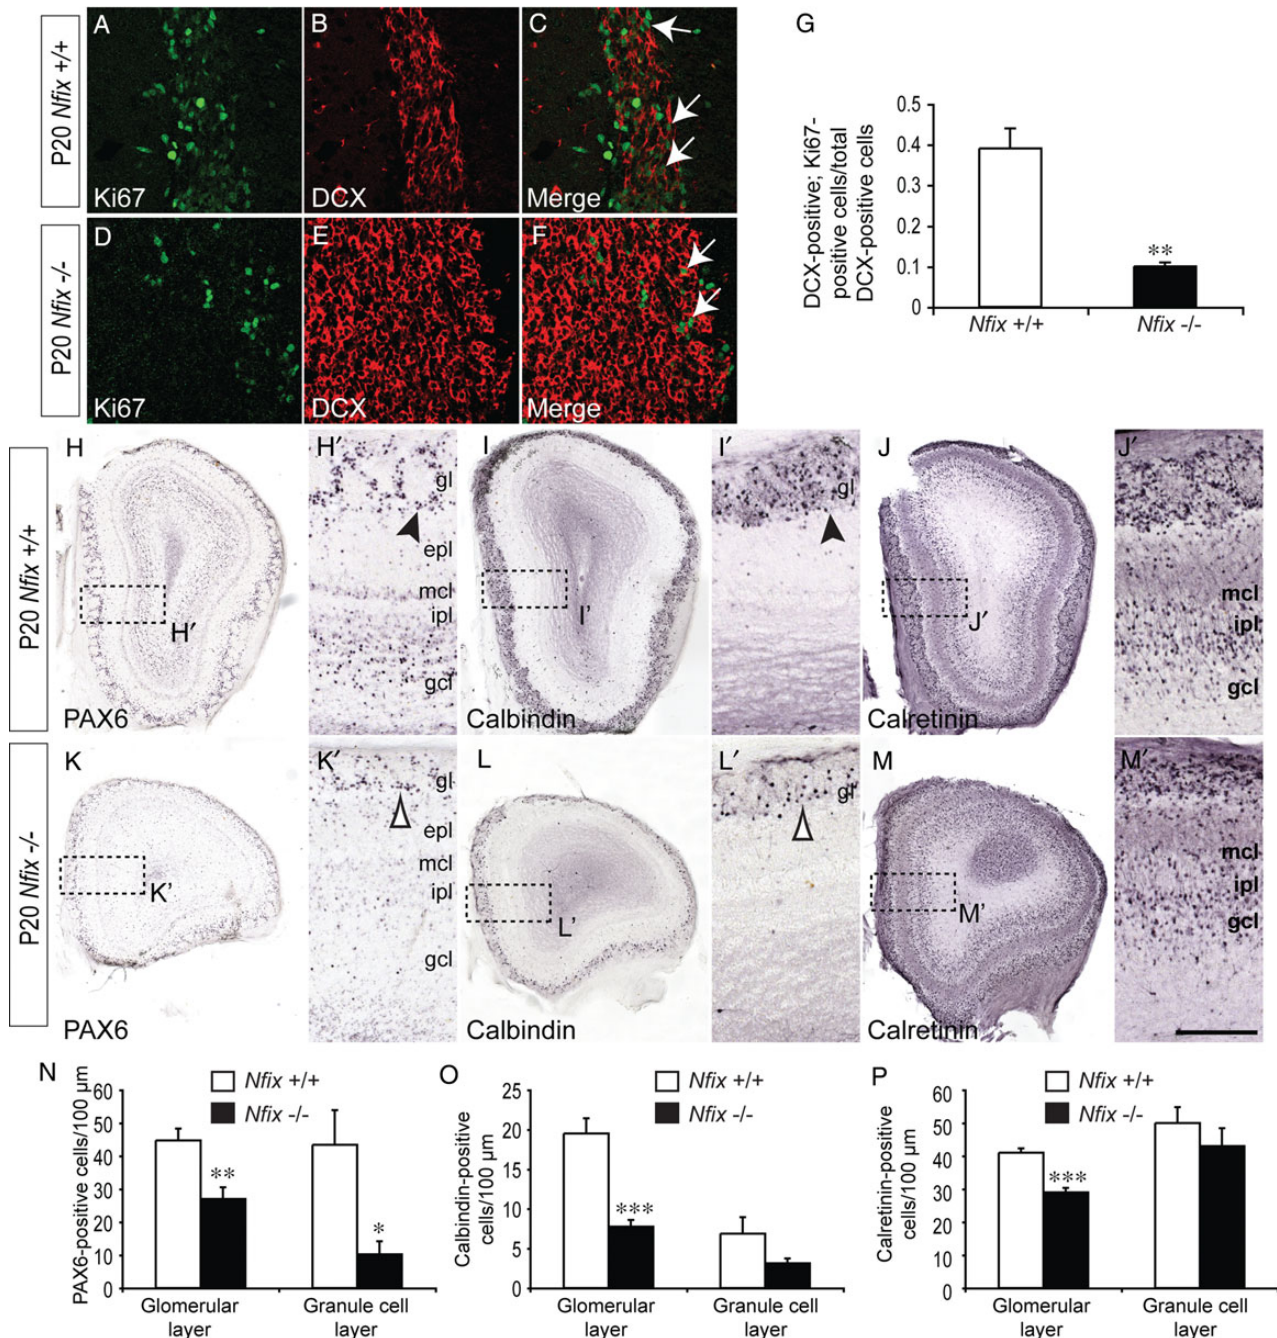 P20 Nfix +/+
A
Ki67
B
DCX
C
Merge
P20 Nfix -/-
D
Ki67
E
DCX
F
Merge
G
DCX-positive; Ki67-
positive cells/total
DCX-positive cells
0.5
0.4
0.3
0.2
0.1
0
**
Nfix +/+
Nfix -/-
P20 Nfix +/+
H
H′
PAX6
H′
gl
epl
mcl
ipl
gcl
I
I′
Calbindin
I′
gl
J
J′
Calretinin
J′
mcl
ipl
gcl
P20 Nfix -/-
K
K′
PAX6
K′
gl
epl
mcl
ipl
gcl
L
L′
Calbindin
L′
gl
M
M′
Calretinin
M′
mcl
ipl
gcl
N
Nfix +/+
Nfix -/-
PAX6-positive cells/100 µm
60
50
40
30
20
10
0
**
*
Glomerular
layer
Granule cell
layer
O
Nfix +/+
Nfix -/-
Calbindin-positive
cells/100 µm
25
20
15
10
5
0
***
Glomerular
layer
Granule cell
layer
P
Nfix +/+
Nfix -/-
Calretinin-positive
cells/100 µm
60
50
40
30
20
10
0
***
Glomerular
layer
Granule cell
layer